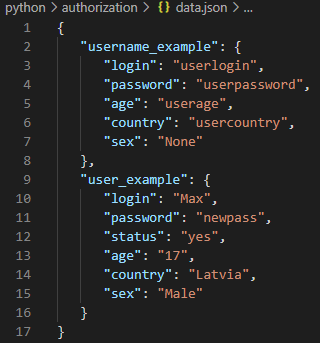 python > authorization > {} data.json > ...
1 {
2 "username_example": {
3 "login": "userlogin",
4 "password": "userpassword",
5 "age": "userage",
6 "country": "usercountry",
7 "sex": "None"
8 },
9 "user_example": {
10 "login": "Max",
11 "password": "newpass",
12 "status": "yes",
13 "age": "17",
14 "country": "Latvia",
15 "sex": "Male"
16 }
17 }